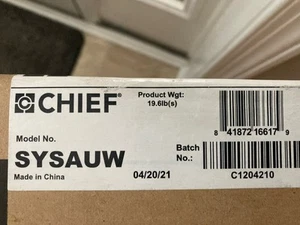 CHIEF®
Product Wgt:
19.6lb(s)
8 41872 16617 9
Model No.
SYSAUW
Made in China
04/20/21
Batch No.:
C1204210